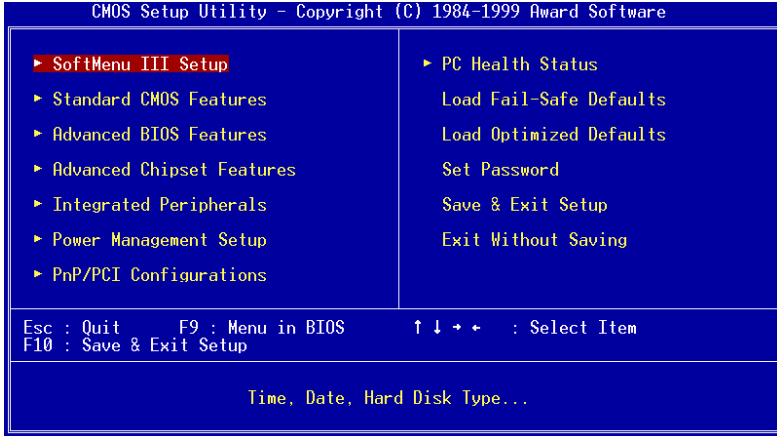 CMOS Setup Utility – Copyright (C) 1984–1999 Award Software
► SoftMenu III Setup
► Standard CMOS Features
► Advanced BIOS Features
► Advanced Chipset Features
► Integrated Peripherals
► Power Management Setup
► PnP/PCI Configurations
► PC Health Status
Load Fail-Safe Defaults
Load Optimized Defaults
Set Password
Save & Exit Setup
Exit Without Saving
Esc : Quit F9 : Menu in BIOS ↑ ↓ → ← : Select Item
F10 : Save & Exit Setup
Time, Date, Hard Disk Type...